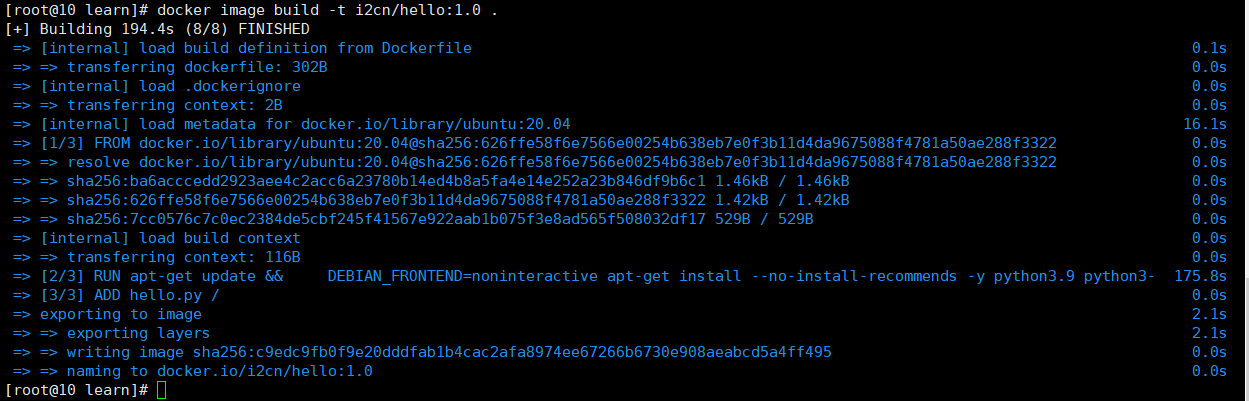 [root@10 learn]# docker image build -t i2cn/hello:1.0 .
[+] Building 194.4s (8/8) FINISHED
=> [internal] load build definition from Dockerfile 0.1s
=> => transferring dockerfile: 302B 0.0s
=> [internal] load .dockerignore 0.0s
=> => transferring context: 2B 0.0s
=> [internal] load metadata for docker.io/library/ubuntu:20.04 16.1s
=> [1/3] FROM docker.io/library/ubuntu:20.04@sha256:626ffe58f6e7566e00254b638eb7e0f3b11d4da9675088f4781a50ae288f3322 0.0s
=> => resolve docker.io/library/ubuntu:20.04@sha256:626ffe58f6e7566e00254b638eb7e0f3b11d4da9675088f4781a50ae288f3322 0.0s
=> => sha256:ba6acccedd2923aee4c2acc6a23780b14ed4b8a5fa4e14e252a23b846df9b6c1 1.46kB / 1.46kB 0.0s
=> => sha256:626ffe58f6e7566e00254b638eb7e0f3b11d4da9675088f4781a50ae288f3322 1.42kB / 1.42kB 0.0s
=> => sha256:7cc0576c7c0ec2384de5cbf245f41567e922aab1b075f3e8ad565f508032df17 529B / 529B 0.0s
=> [internal] load build context 0.0s
=> => transferring context: 116B 0.0s
=> [2/3] RUN apt-get update &&     DEBIAN_FRONTEND=noninteractive apt-get install --no-install-recommends -y python3.9 python3- 175.8s
=> [3/3] ADD hello.py / 0.0s
=> exporting to image 2.1s
=> => exporting layers 2.1s
=> => writing image sha256:c9edc9fb0f9e20dddfab1b4cac2afa8974ee67266b6730e908aeabcd5a4ff495 0.0s
=> => naming to docker.io/i2cn/hello:1.0 0.0s
[root@10 learn]#